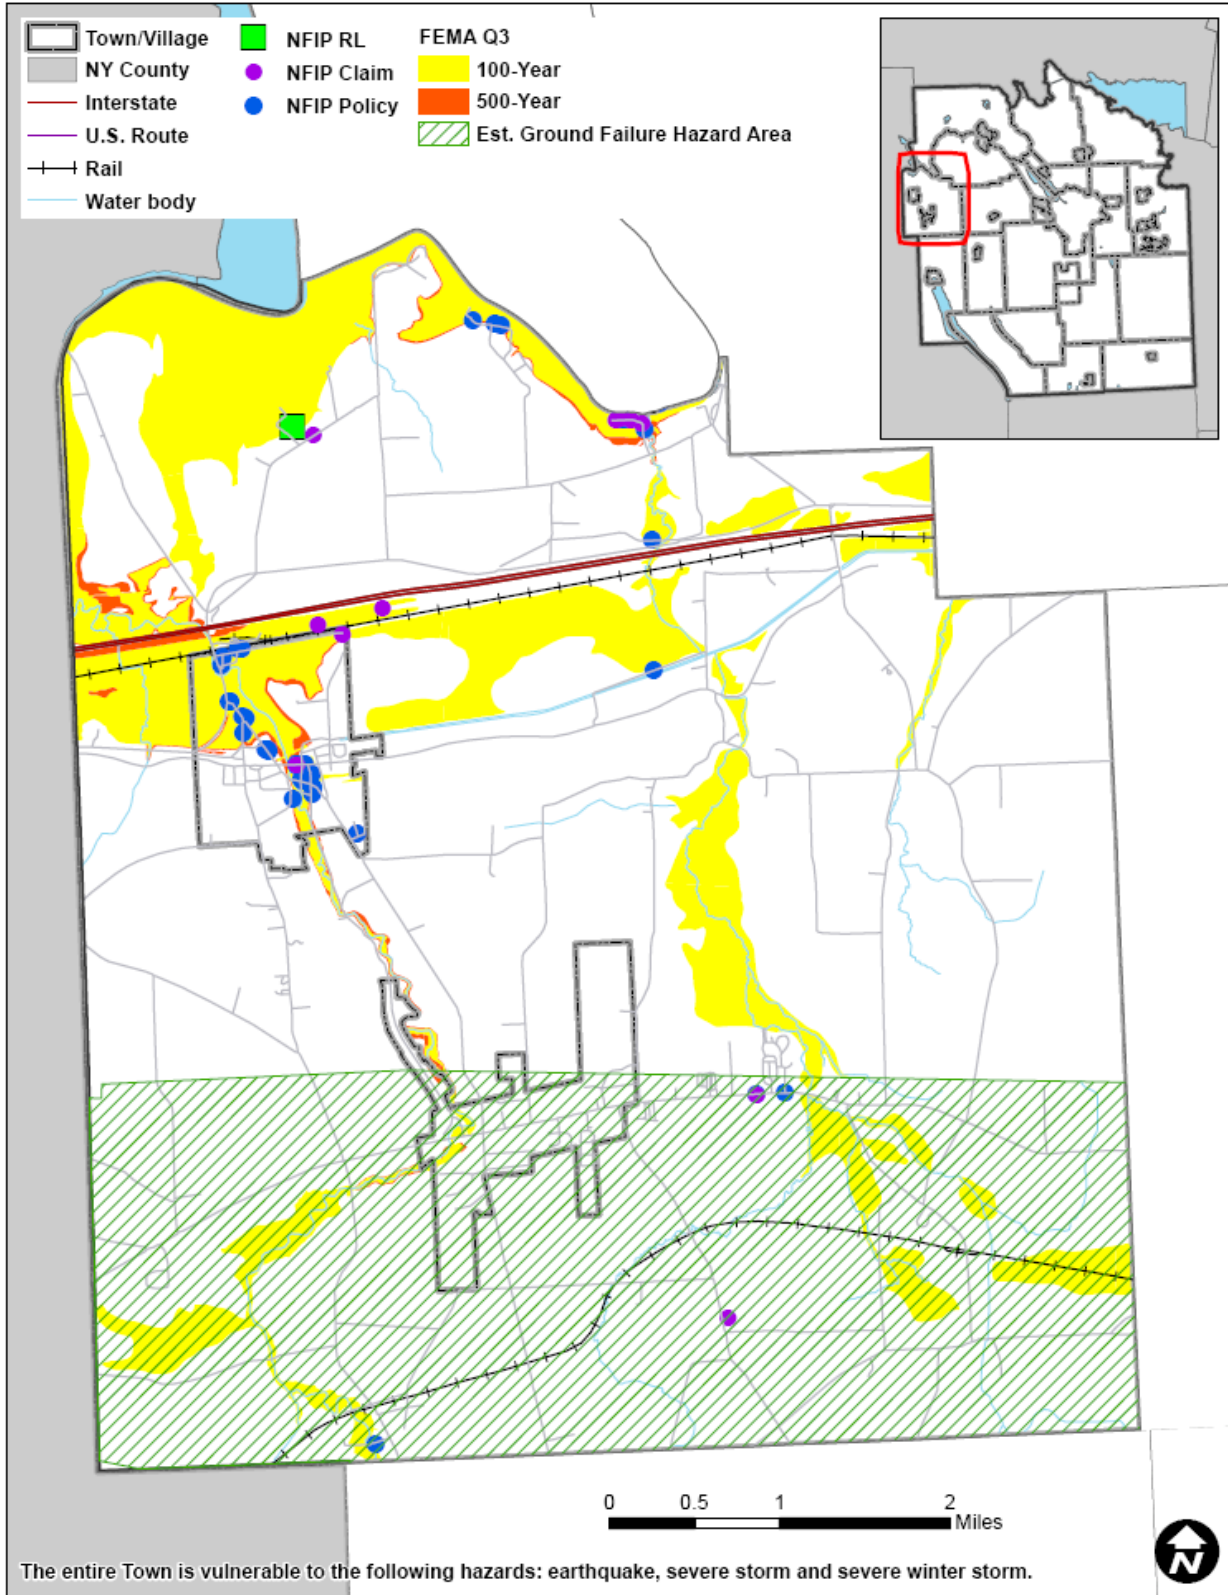 Town/Village
NY County
Interstate
U.S. Route
Rail
Water body
NFIP RL
NFIP Claim
NFIP Policy
FEMA Q3
100-Year
500-Year
Est. Ground Failure Hazard Area
0 0.5 1 2
Miles
N
The entire Town is vulnerable to the following hazards: earthquake, severe storm and severe winter storm.